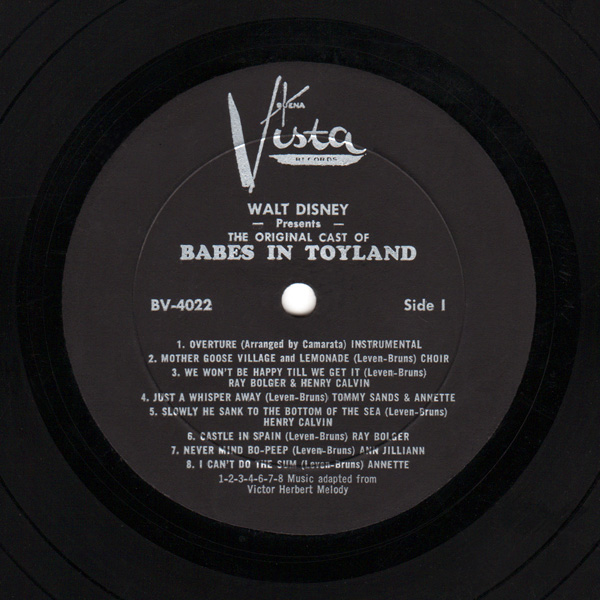 BUENA
Vista
RECORDS
WALT DISNEY
— Presents —
THE ORIGINAL CAST OF
BABES IN TOYLAND
BV-4022 Side 1
1. OVERTURE (Arranged by Camarata) INSTRUMENTAL
2. MOTHER GOOSE VILLAGE and LEMONADE (Leven-Bruns) CHOIR
3. WE WON'T BE HAPPY TILL WE GET IT (Leven-Bruns)
RAY BOLGER & HENRY CALVIN
4. JUST A WHISPER AWAY (Leven-Bruns) TOMMY SANDS & ANNETTE
5. SLOWLY HE SANK TO THE BOTTOM OF THE SEA (Leven-Bruns)
HENRY CALVIN
6. CASTLE IN SPAIN (Leven-Bruns) RAY BOLGER
7. NEVER MIND BO-PEEP (Leven-Bruns) ANN JILLIANN
8. I CAN'T DO THE SUM (Leven-Bruns) ANNETTE
1-2-3-4-6-7-8 Music adapted from
Victor Herbert Melody